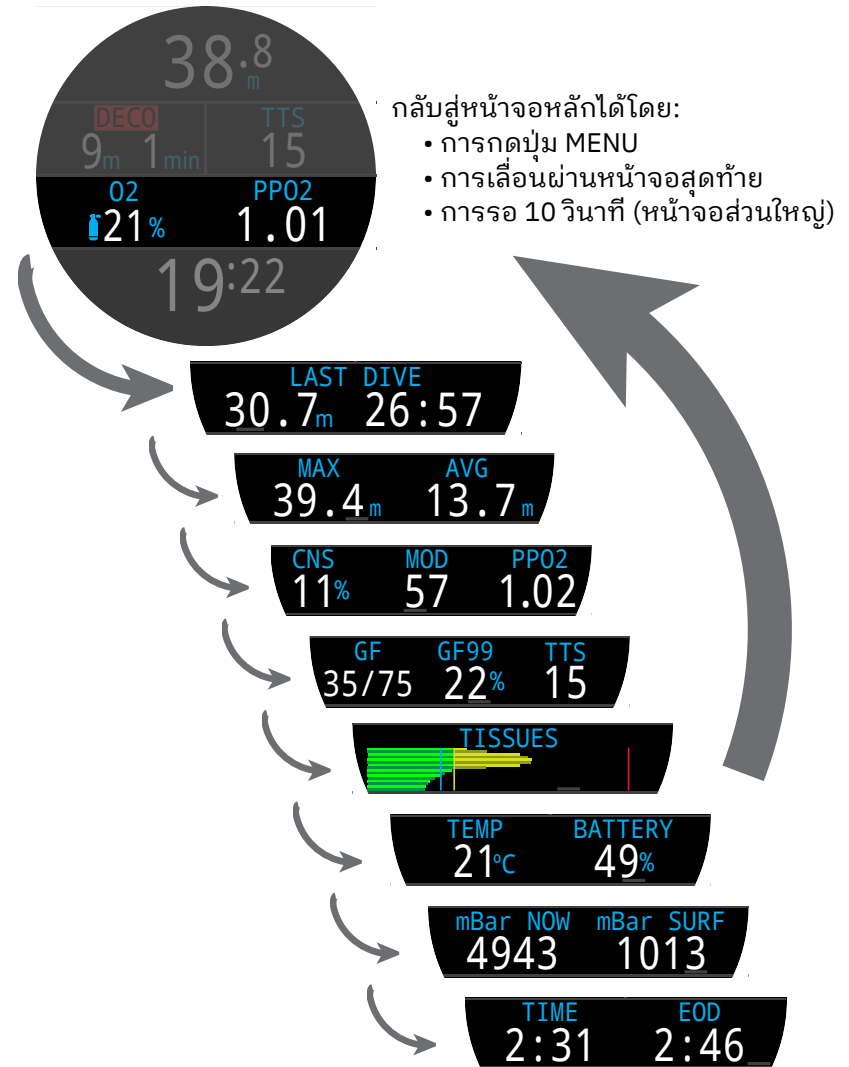 38.8
m
DECO TTS
9m 1min 15
O2 PPO2
21% 1.01
19:22
กลับสู่หน้าจอหลักได้โดย:
• การกดปุ่ม MENU
• การเลื่อนผ่านหน้าจอสุดท้าย
• การรอ 10 วินาที (หน้าจอส่วนใหญ่)
LAST DIVE
30.7m 26:57
MAX AVG
39.4m 13.7m
CNS MOD PPO2
11% 57 1.02
GF GF99 TTS
35/75 22% 15
TISSUES
TEMP BATTERY
21°C 49%
mBar NOW mBar SURF
4943 1013
TIME EOD
2:31 2:46